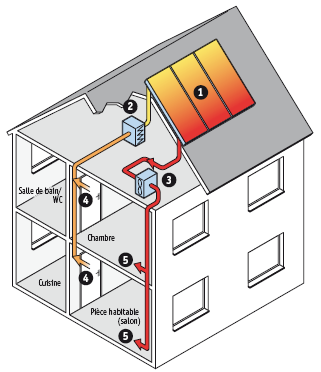 1
2
3
Salle de bain/
WC
4
Chambre
5
4
Cuisine
Pièce habitable
(salon)
5